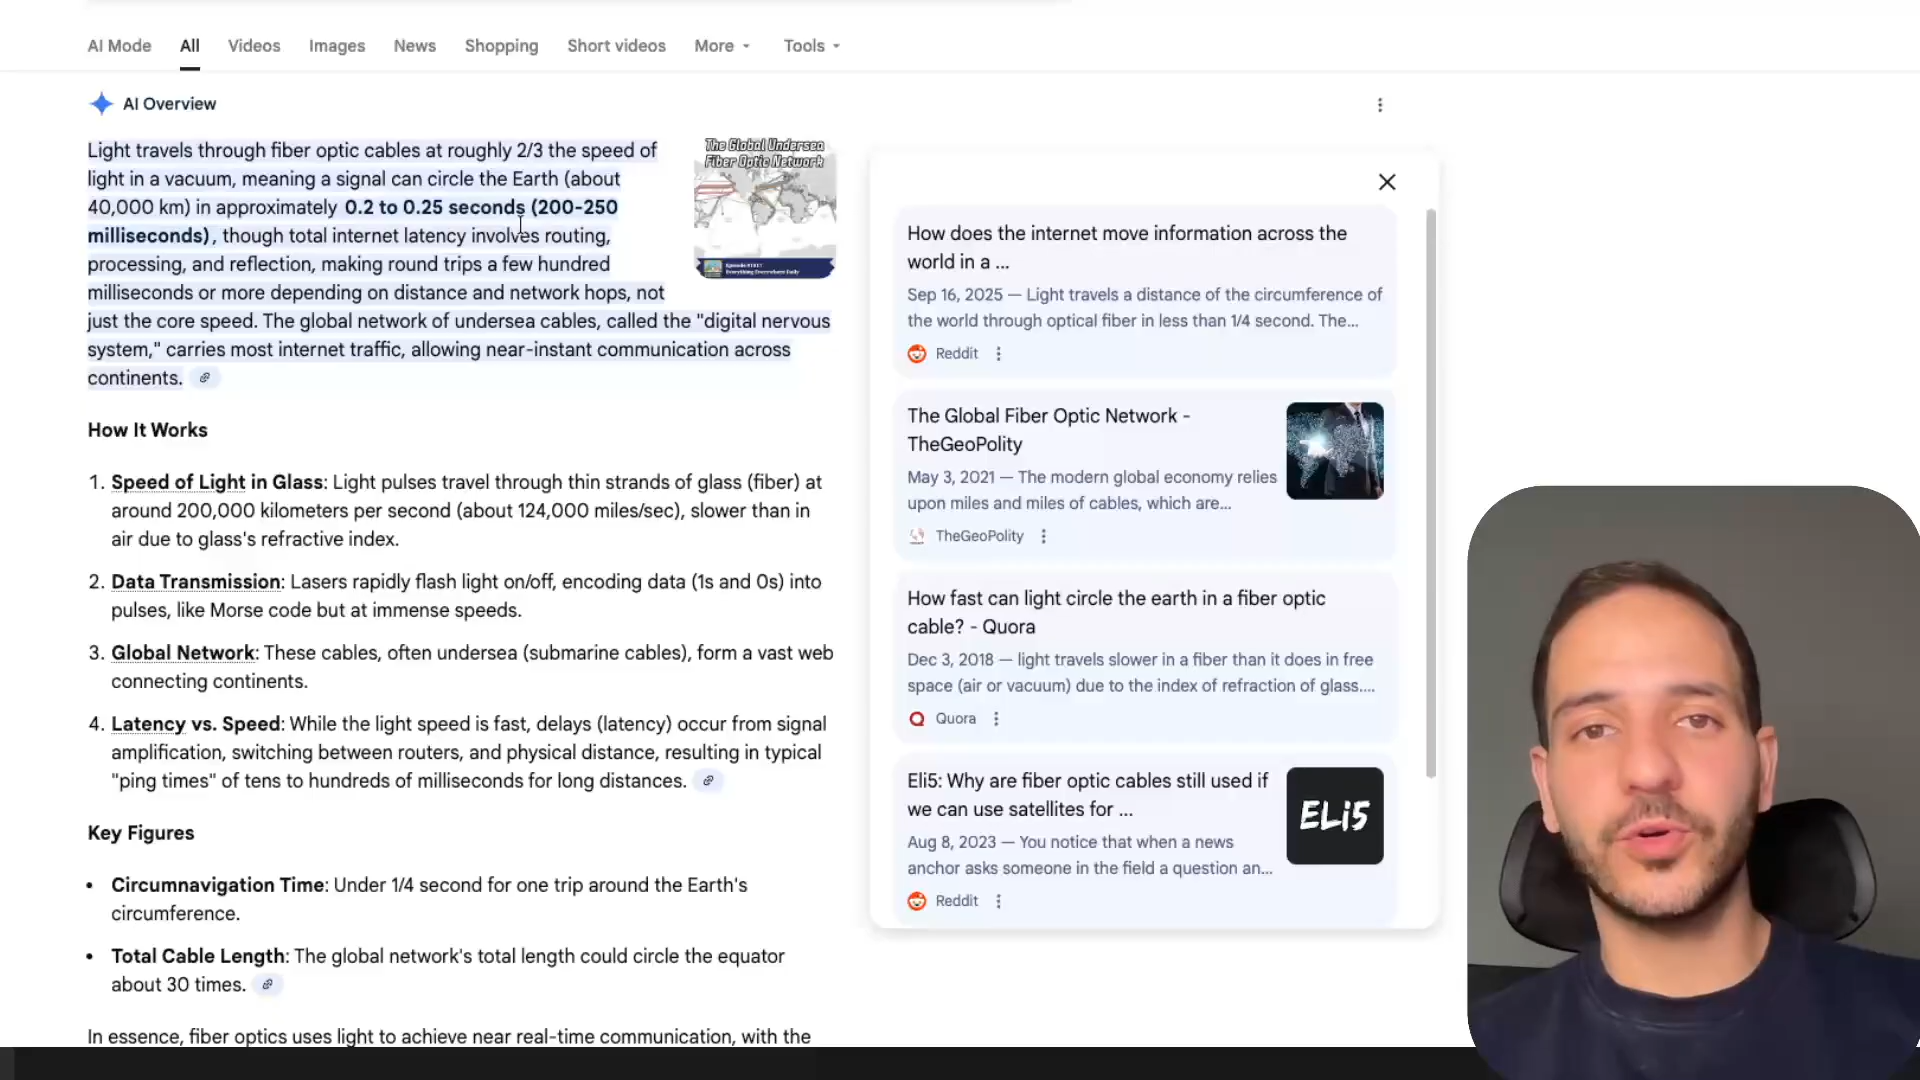 AI Mode
All
Videos
Images
News
Shopping
Short videos
More
Tools
AI Overview
Light travels through fiber optic cables at roughly 2/3 the speed of
light in a vacuum, meaning a signal can circle the Earth (about
40,000 km) in approximately 0.2 to 0.25 seconds (200-250
milliseconds), though total internet latency involves routing,
processing, and reflection, making round trips a few hundred
milliseconds or more depending on distance and network hops, not
just the core speed. The global network of undersea cables, called the "digital nervous
system," carries most internet traffic, allowing near-instant communication across
continents.
The Global Undersea
Fiber Optic Network
Everything Everywhere Daily
How It Works
1. Speed of Light in Glass: Light pulses travel through thin strands of glass (fiber) at
around 200,000 kilometers per second (about 124,000 miles/sec), slower than in
air due to glass's refractive index.
2. Data Transmission: Lasers rapidly flash light on/off, encoding data (1s and 0s) into
pulses, like Morse code but at immense speeds.
3. Global Network: These cables, often undersea (submarine cables), form a vast web
connecting continents.
4. Latency vs. Speed: While the light speed is fast, delays (latency) occur from signal
amplification, switching between routers, and physical distance, resulting in typical
"ping times" of tens to hundreds of milliseconds for long distances.
Key Figures
• Circumnavigation Time: Under 1/4 second for one trip around the Earth's
circumference.
• Total Cable Length: The global network's total length could circle the equator
about 30 times.
In essence, fiber optics uses light to achieve near real-time communication, with the
How does the internet move information across the
world in a ...
Sep 16, 2025 — Light travels a distance of the circumference of
the world through optical fiber in less than 1/4 second. The...
Reddit
The Global Fiber Optic Network -
TheGeoPolity
May 3, 2021 — The modern global economy relies
upon miles and miles of cables, which are...
TheGeoPolity
How fast can light circle the earth in a fiber optic
cable? - Quora
Dec 3, 2018 — light travels slower in a fiber than it does in free
space (air or vacuum) due to the index of refraction of glass....
Quora
Eli5: Why are fiber optic cables still used if
we can use satellites for ...
Aug 8, 2023 — You notice that when a news
anchor asks someone in the field a question an...
Reddit
ELi5